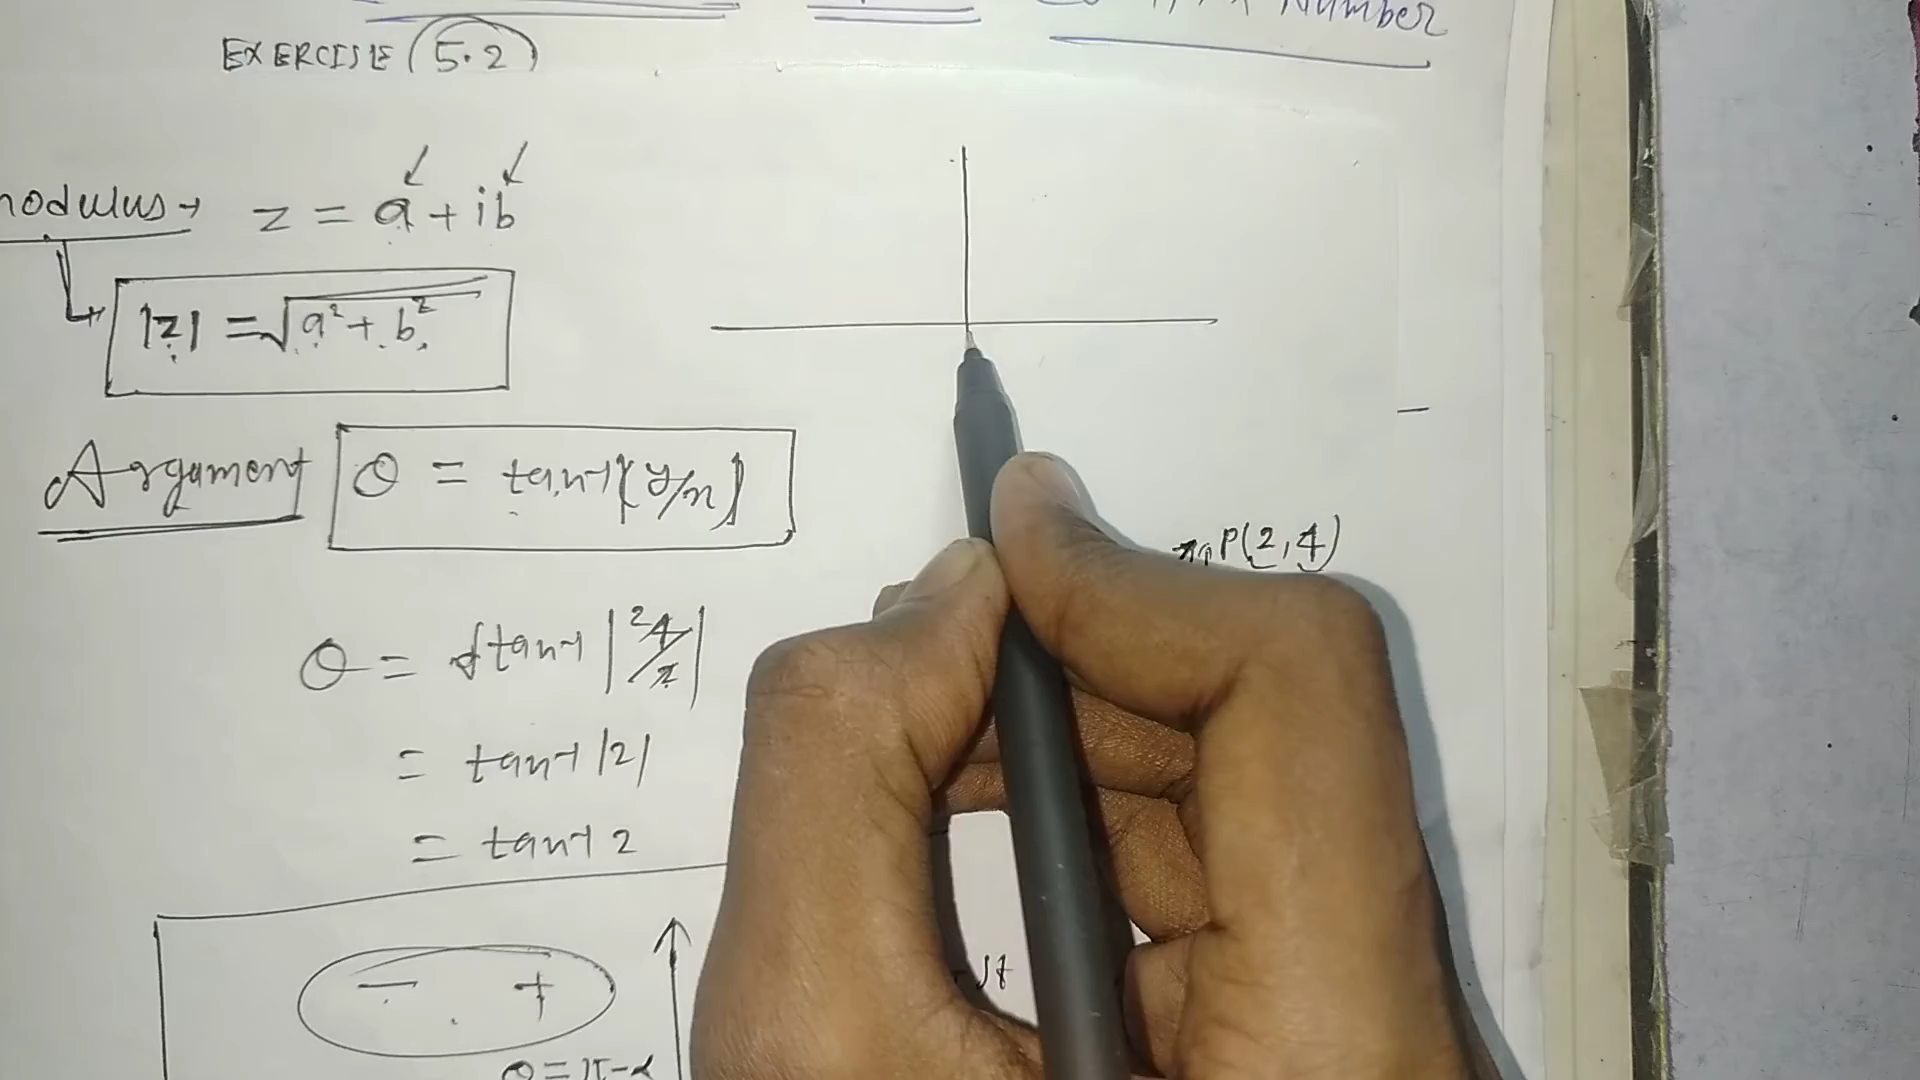 Number
EXERCISE (5.2)
modulus → z = a + ib
|z| = √a² + b²
Argament θ = tan-1(y/x)
P(2,4)
θ = tan-1 |4/2|
= tan-1 |2|
= tan-1 2
- +
θ = π-α